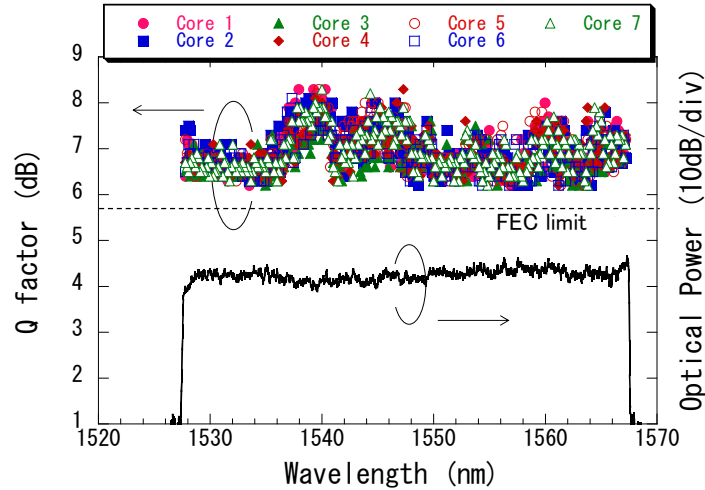 Core 1 Core 3 Core 5 Core 7
Core 2 Core 4 Core 6
9
8
7
6
5
4
3
2
1
Q factor (dB)
FEC limit
Optical Power (10dB/div)
1520 1530 1540 1550 1560 1570
Wavelength (nm)